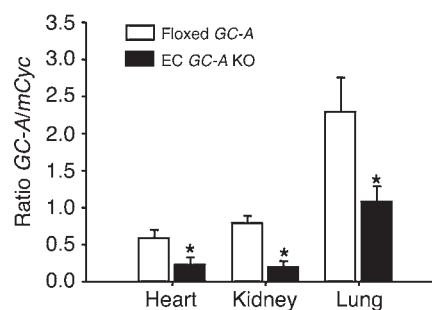 3.5
Floxed GC-A
3.0
EC GC-A KO
2.5
2.0
Ratio GC-A/mCyc
1.5
1.0
0.5
0.0
*
*
*
Heart Kidney Lung